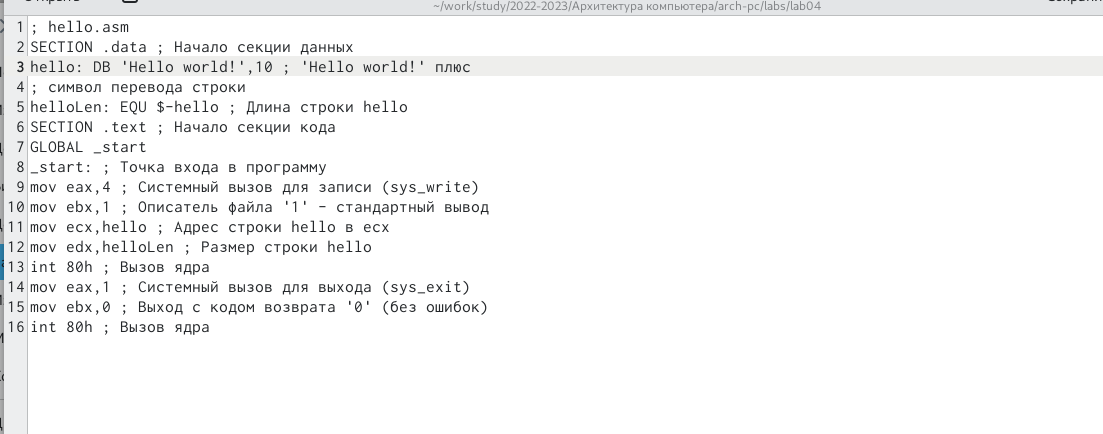 ~/work/study/2022-2023/Архитектура компьютера/arch-pc/labs/lab04
1 ; hello.asm
2 SECTION .data ; Начало секции данных
3 hello: DB 'Hello world!',10 ; 'Hello world!' плюс
4 ; символ перевода строки
5 helloLen: EQU $-hello ; Длина строки hello
6 SECTION .text ; Начало секции кода
7 GLOBAL _start
8 _start: ; Точка входа в программу
9 mov eax,4 ; Системный вызов для записи (sys_write)
10 mov ebx,1 ; Описатель файла '1' - стандартный вывод
11 mov ecx,hello ; Адрес строки hello в ecx
12 mov edx,helloLen ; Размер строки hello
13 int 80h ; Вызов ядра
14 mov eax,1 ; Системный вызов для выхода (sys_exit)
15 mov ebx,0 ; Выход с кодом возврата '0' (без ошибок)
16 int 80h ; Вызов ядра